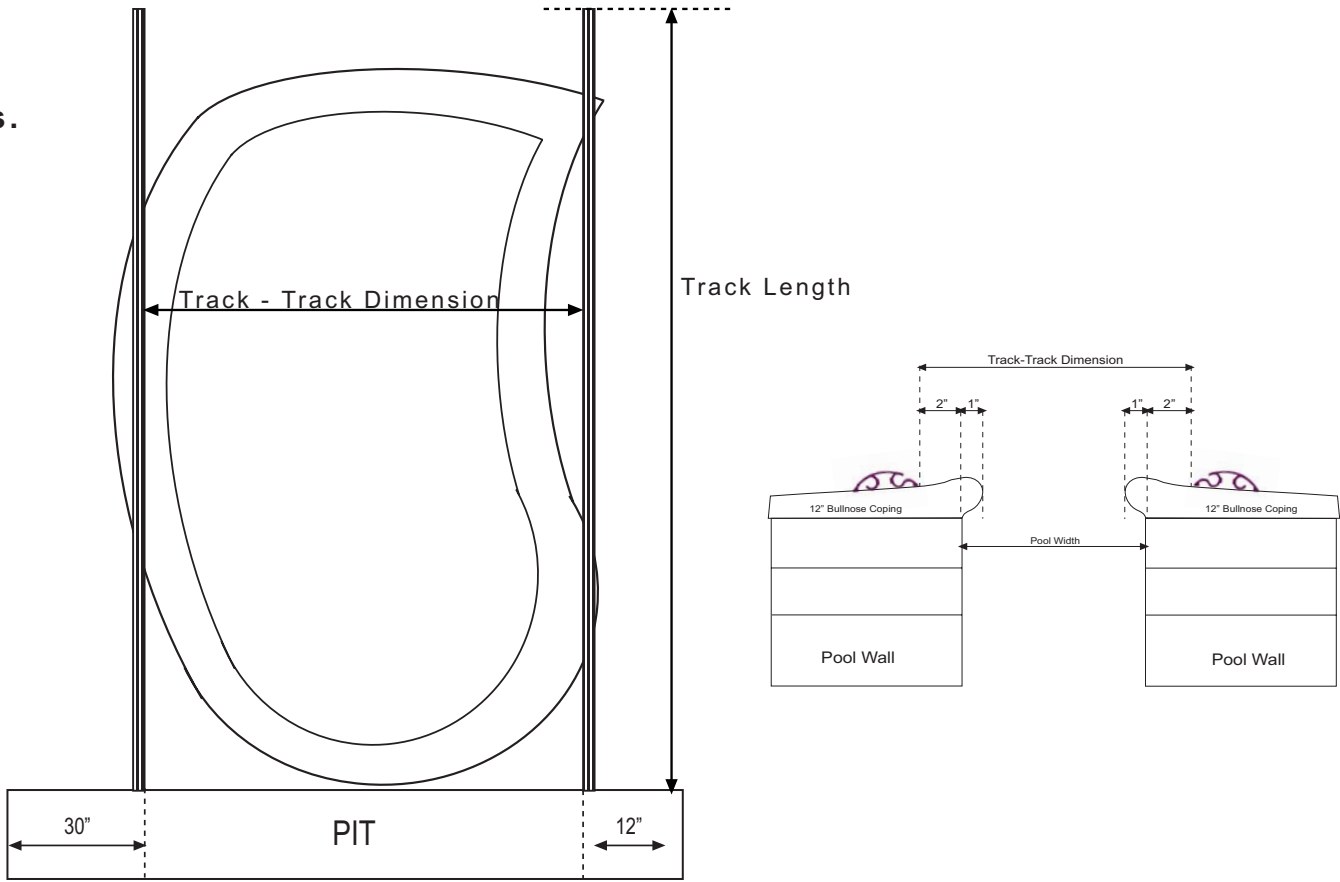 s.
Track - Track Dimension
Track Length
30”
PIT
12”
Track-Track Dimension
2”
1”
1”
2”
12” Bullnose Coping
12” Bullnose Coping
Pool Width
Pool Wall
Pool Wall